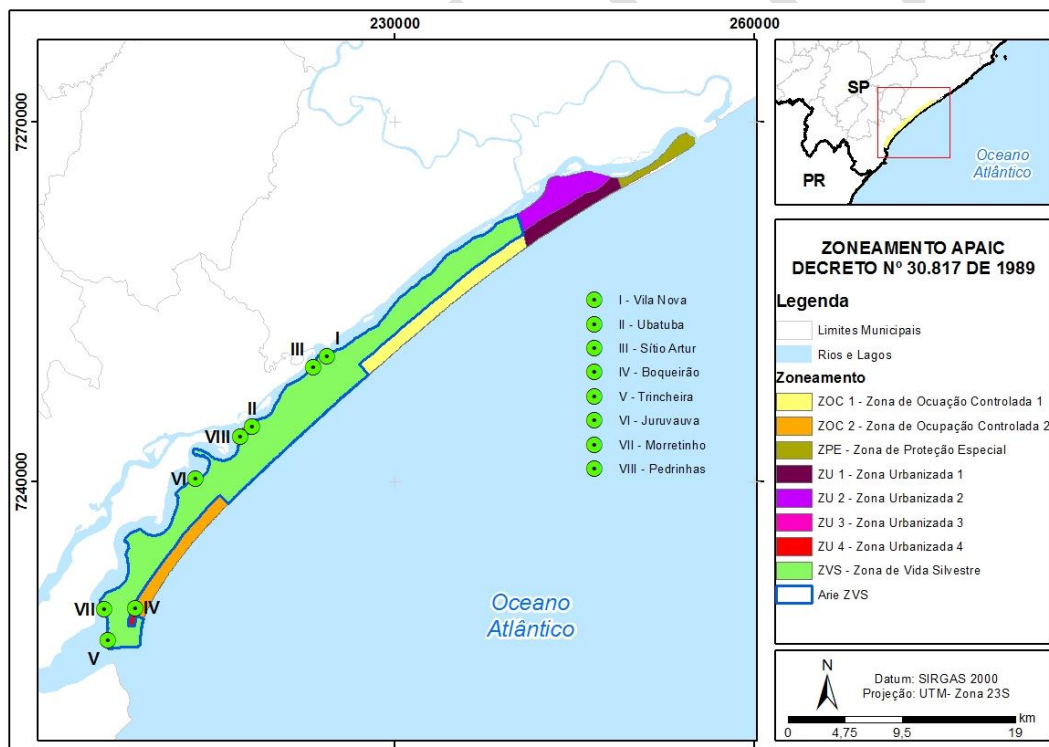 230000
260000
7270000
7240000
I
III
II
VIII
VI
VII
IV
V
I - Vila Nova
II - Ubatuba
III - Sítio Artur
IV - Boqueirão
V - Trincheira
VI - Juruvauva
VII - Morretinho
VIII - Pedrinhas
Oceano
Atlântico
SP
PR
Oceano
Atlântico
ZONEAMENTO APAIC
DECRETO Nº 30.817 DE 1989
Legenda
Limites Municipais
Rios e Lagos
Zoneamento
ZOC 1 - Zona de Ocuação Controlada 1
ZOC 2 - Zona de Ocupação Controlada 2
ZPE - Zona de Proteção Especial
ZU 1 - Zona Urbanizada 1
ZU 2 - Zona Urbanizada 2
ZU 3 - Zona Urbanizada 3
ZU 4 - Zona Urbanizada 4
ZVS - Zona de Vida Silvestre
Arie ZVS
N
Datum: SIRGAS 2000
Projeção: UTM- Zona 23S
km
0 4,75 9,5 19